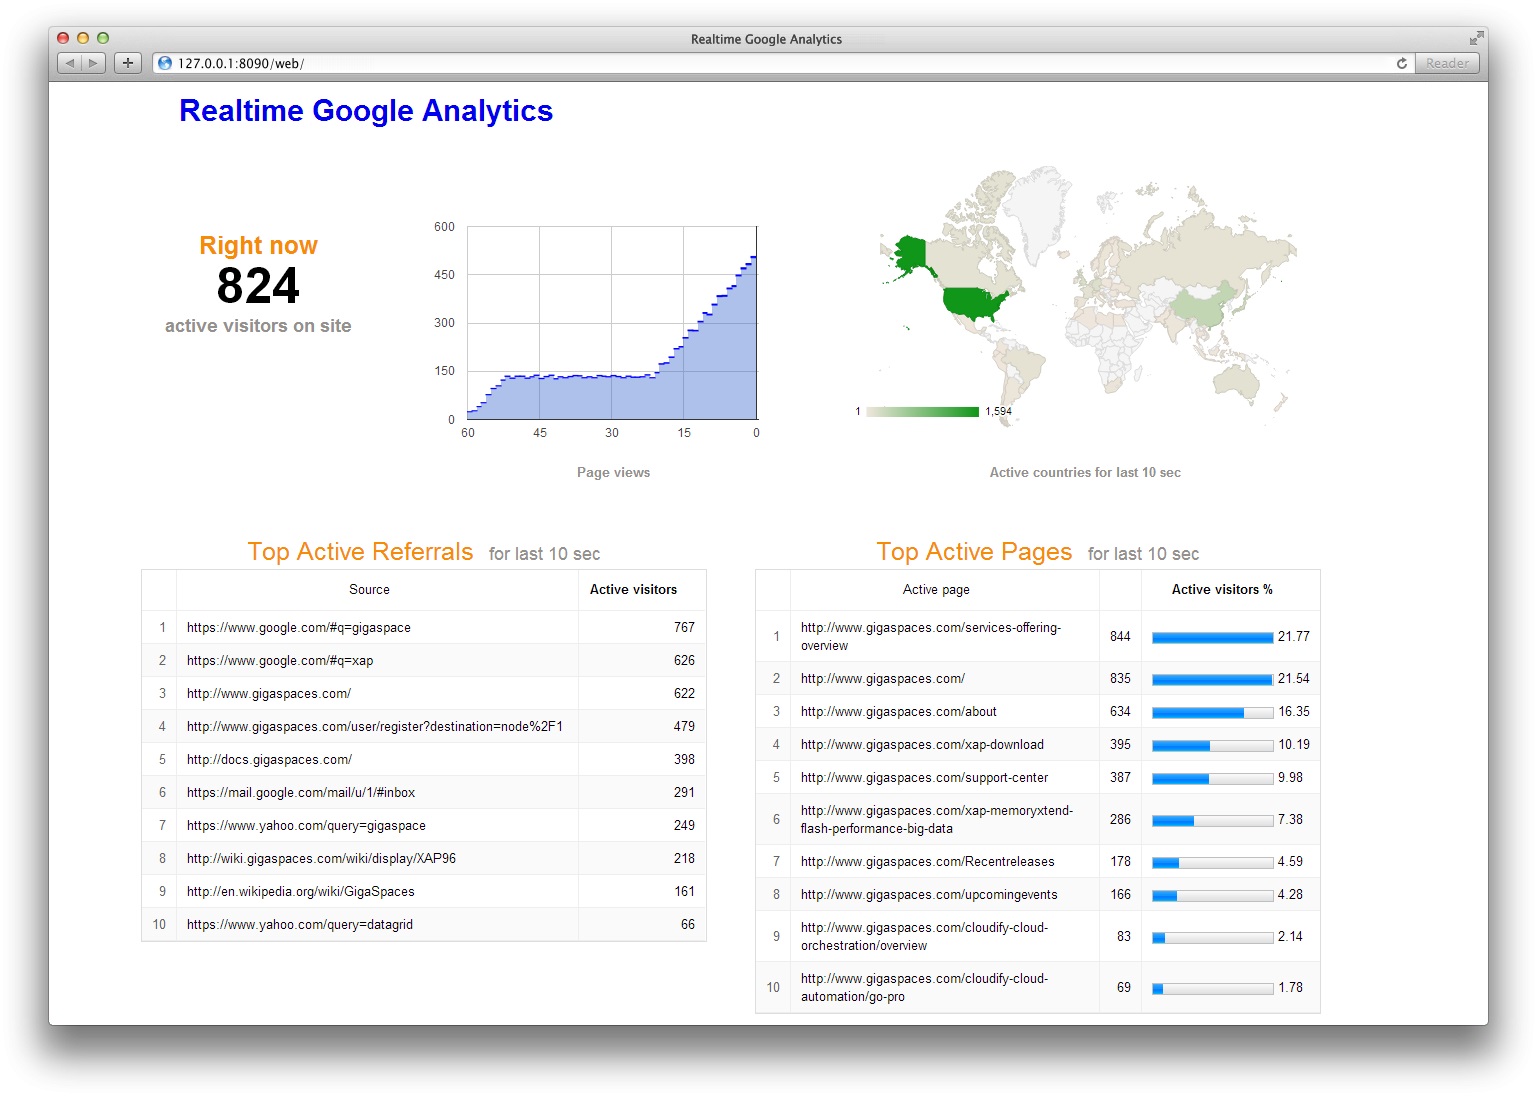 Realtime Google Analytics
127.0.0.1:8090/web/
Reader
Realtime Google Analytics
Right now
824
active visitors on site
600
450
300
150
0
60 45 30 15 0
Page views
1 1,594
Active countries for last 10 sec
Top Active Referrals for last 10 sec
Source Active visitors
1 https://www.google.com/#q=gigaspace 767
2 https://www.google.com/#q=xap 626
3 http://www.gigaspaces.com/ 622
4 http://www.gigaspaces.com/user/register?destination=node%2F1 479
5 http://docs.gigaspaces.com/ 398
6 https://mail.google.com/mail/u/1/#inbox 291
7 https://www.yahoo.com/query=gigaspace 249
8 http://wiki.gigaspaces.com/wiki/display/XAP96 218
9 http://en.wikipedia.org/wiki/GigaSpaces 161
10 https://www.yahoo.com/query=datagrid 66
Top Active Pages for last 10 sec
Active page Active visitors %
1 http://www.gigaspaces.com/services-offering-
overview 844 21.77
2 http://www.gigaspaces.com/ 835 21.54
3 http://www.gigaspaces.com/about 634 16.35
4 http://www.gigaspaces.com/xap-download 395 10.19
5 http://www.gigaspaces.com/support-center 387 9.98
6 http://www.gigaspaces.com/xap-memoryxtend-
flash-performance-big-data 286 7.38
7 http://www.gigaspaces.com/Recentreleases 178 4.59
8 http://www.gigaspaces.com/upcomingevents 166 4.28
9 http://www.gigaspaces.com/cloudify-cloud-
orchestration/overview 83 2.14
10 http://www.gigaspaces.com/cloudify-cloud-
automation/go-pro 69 1.78